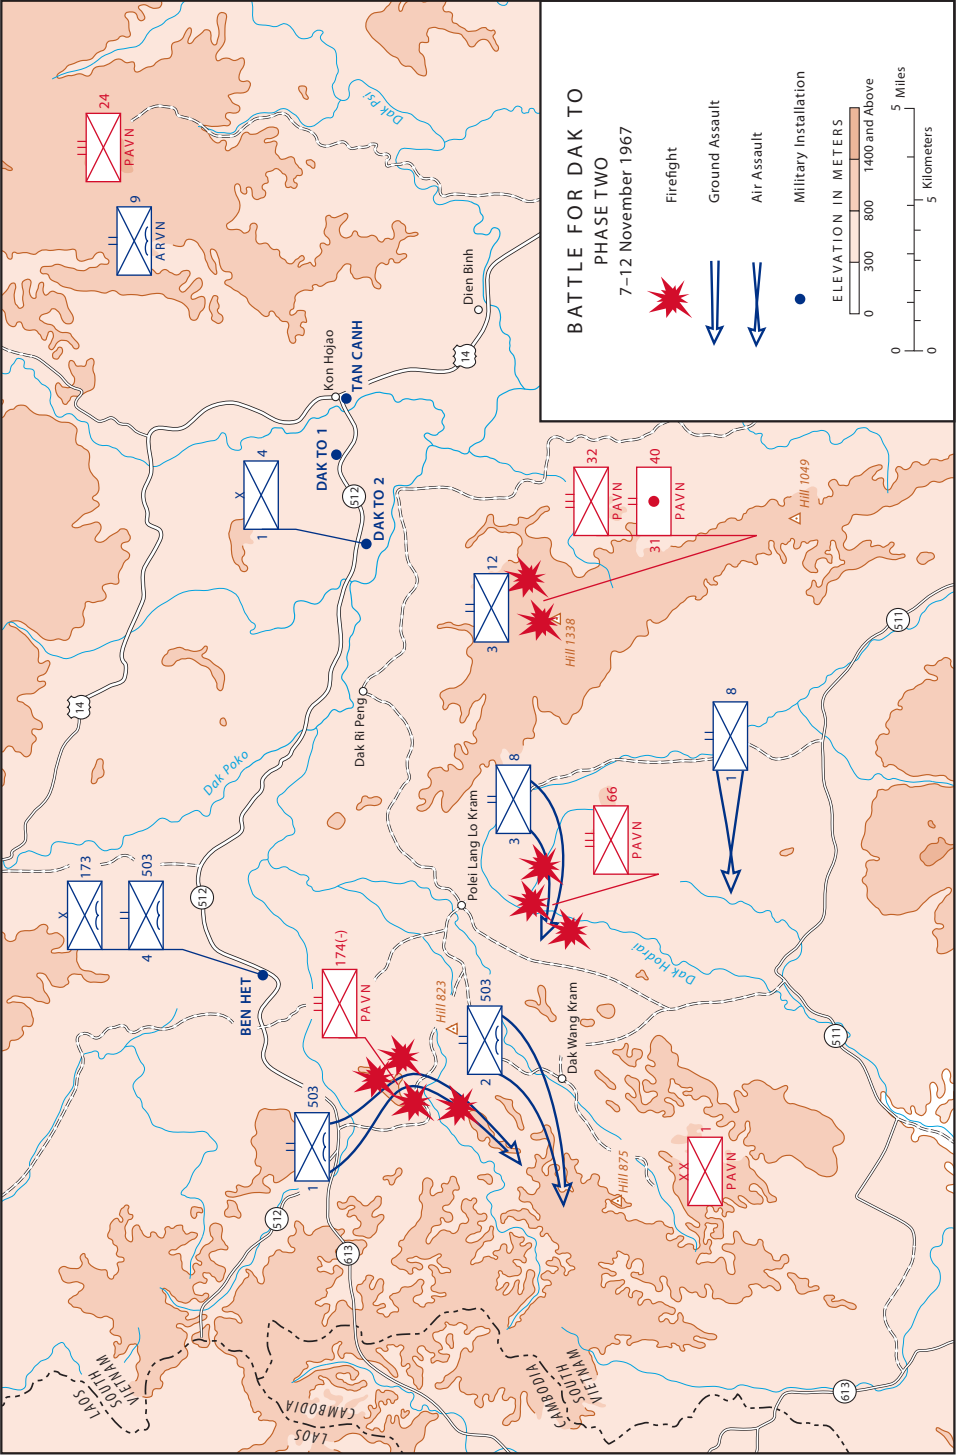 BATTLE FOR DAK TO
PHASE TWO
7–12 November 1967
Firefight
Ground Assault
Air Assault
Military Installation
ELEVATION IN METERS
0 300 800 1400 and Above
0 5 Miles
0 5 Kilometers
24
PAVN
9
ARVN
Dak Psi
Dien Binh
Kon Hojao
TAN CANH
14
DAK TO 1
1 4
X
512
DAK TO 2
32
PAVN
40
31
PAVN
Hill 1049
3 12
Hill 1338
511
14
Dak Ri Peng
Dak Poko
3 8
1 8
66
PAVN
Polei Lang Lo Kram
X
173
4 503
512
BEN HET
174(-)
PAVN
Hill 823
2 503
Dak Hodrai
Dak Wang Kram
511
1 503
512
613
Hill 875
XX
1
PAVN
LAOS
SOUTH
VIETNAM
CAMBODIA
LAOS
CAMBODIA
SOUTH
VIETNAM
613